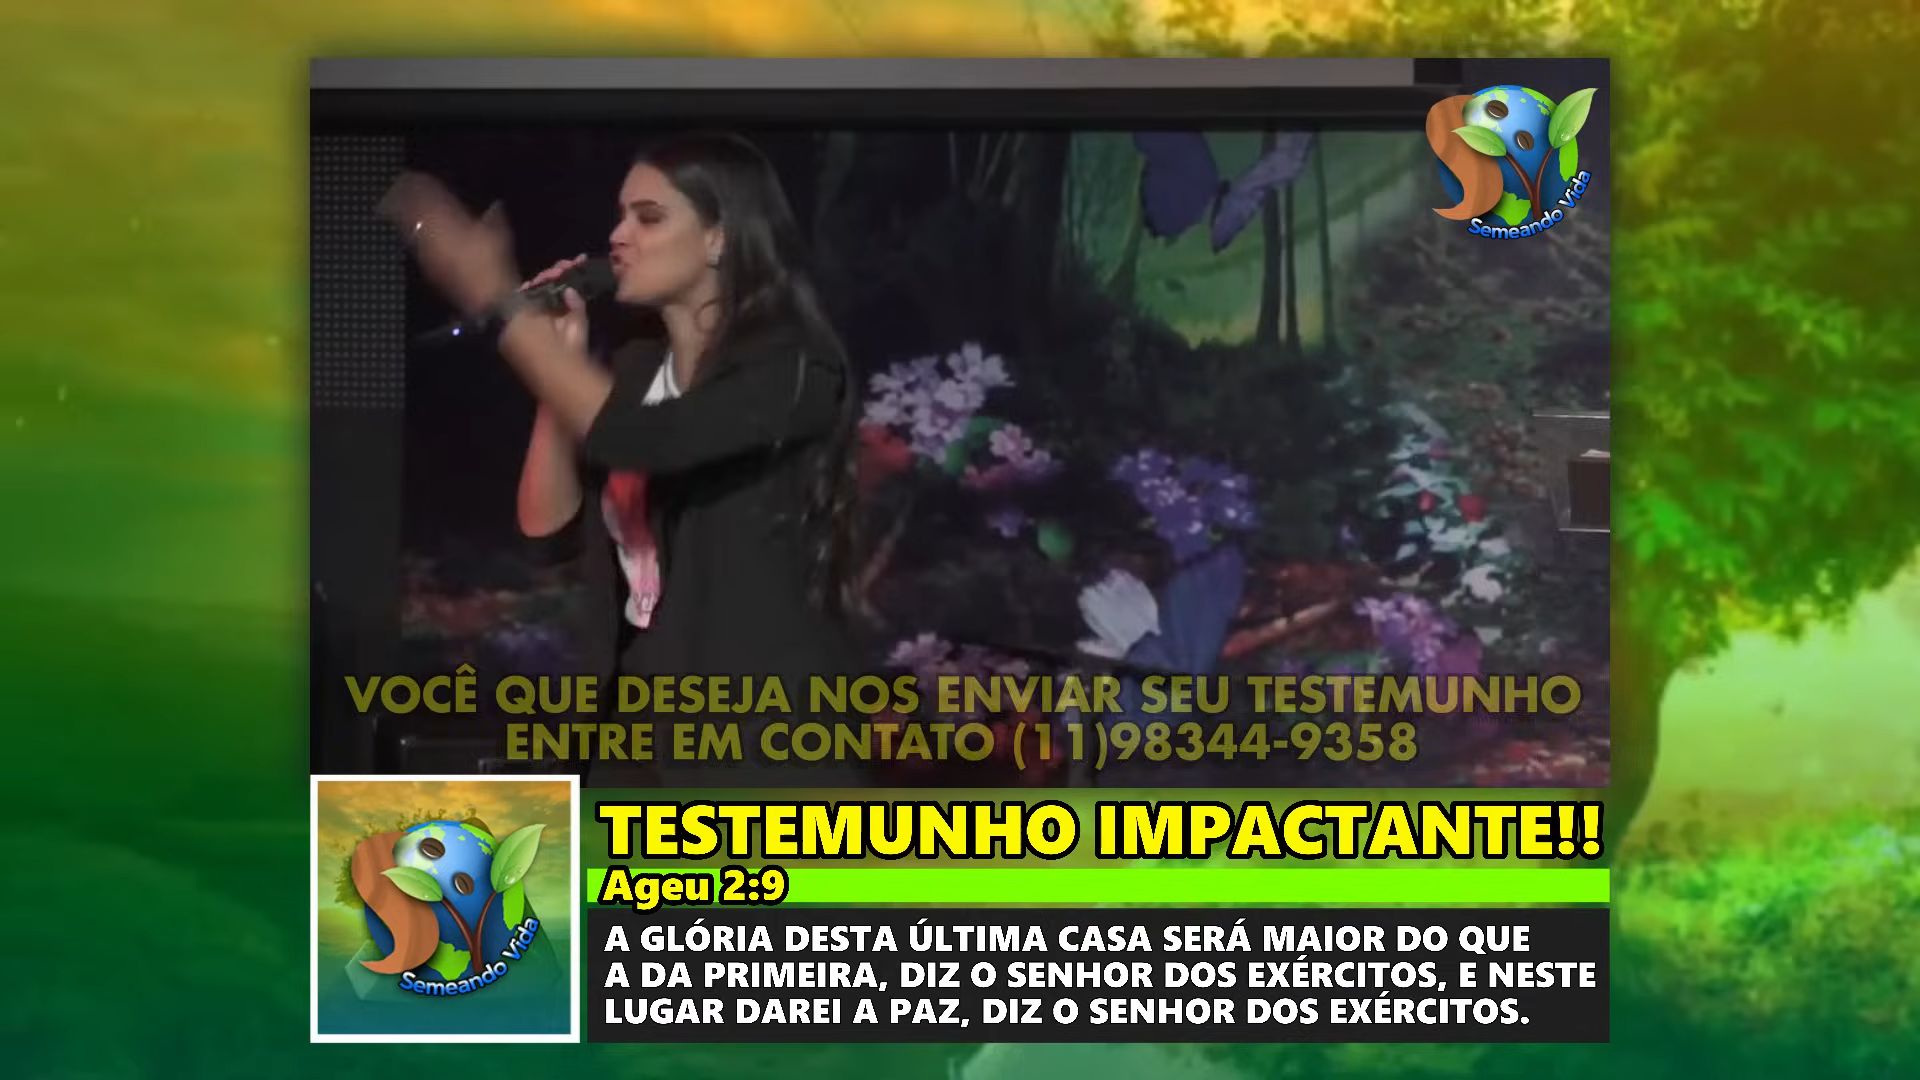 Semeando Vida
VOCÊ QUE DESEJA NOS ENVIAR SEU TESTEMUNHO
ENTRE EM CONTATO (11)98344-9358
TESTEMUNHO IMPACTANTE!!
Ageu 2:9
A GLÓRIA DESTA ÚLTIMA CASA SERÁ MAIOR DO QUE
A DA PRIMEIRA, DIZ O SENHOR DOS EXÉRCITOS, E NESTE
LUGAR DAREI A PAZ, DIZ O SENHOR DOS EXÉRCITOS.
Semeando Vida